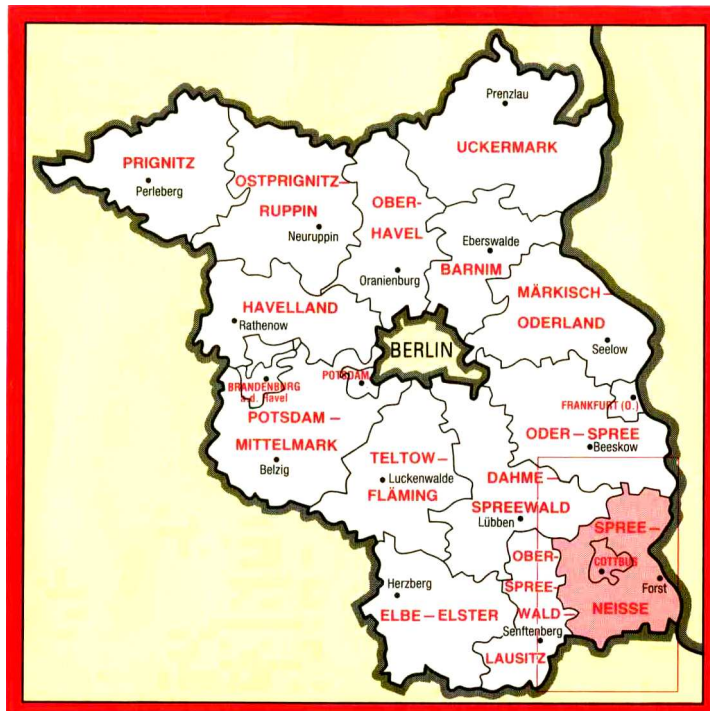 Prenzlau
UCKERMARK
PRIGNITZ
Perleberg
OSTPRIGNITZ—
RUPPIN
Neuruppin
OBER-
HAVEL
Oranienburg
Eberswalde
BARNIM
MÄRKISCH—
ODERLAND
Seelow
HAVELLAND
Rathenow
BERLIN
BRANDENBURG
a.d. Havel
POTSDAM
POTSDAM—
MITTELMARK
Belzig
FRANKFURT (O.)
ODER—SPREE
Beeskow
TELTOW—
Luckenwalde
FLÄMING
DAHME—
SPREEWALD
Lübben
SPREE—
COTTBUS
Forst
NEISSE
OBER-
SPREE-
WALD—
Senftenberg
LAUSITZ
Herzberg
ELBE—ELSTER